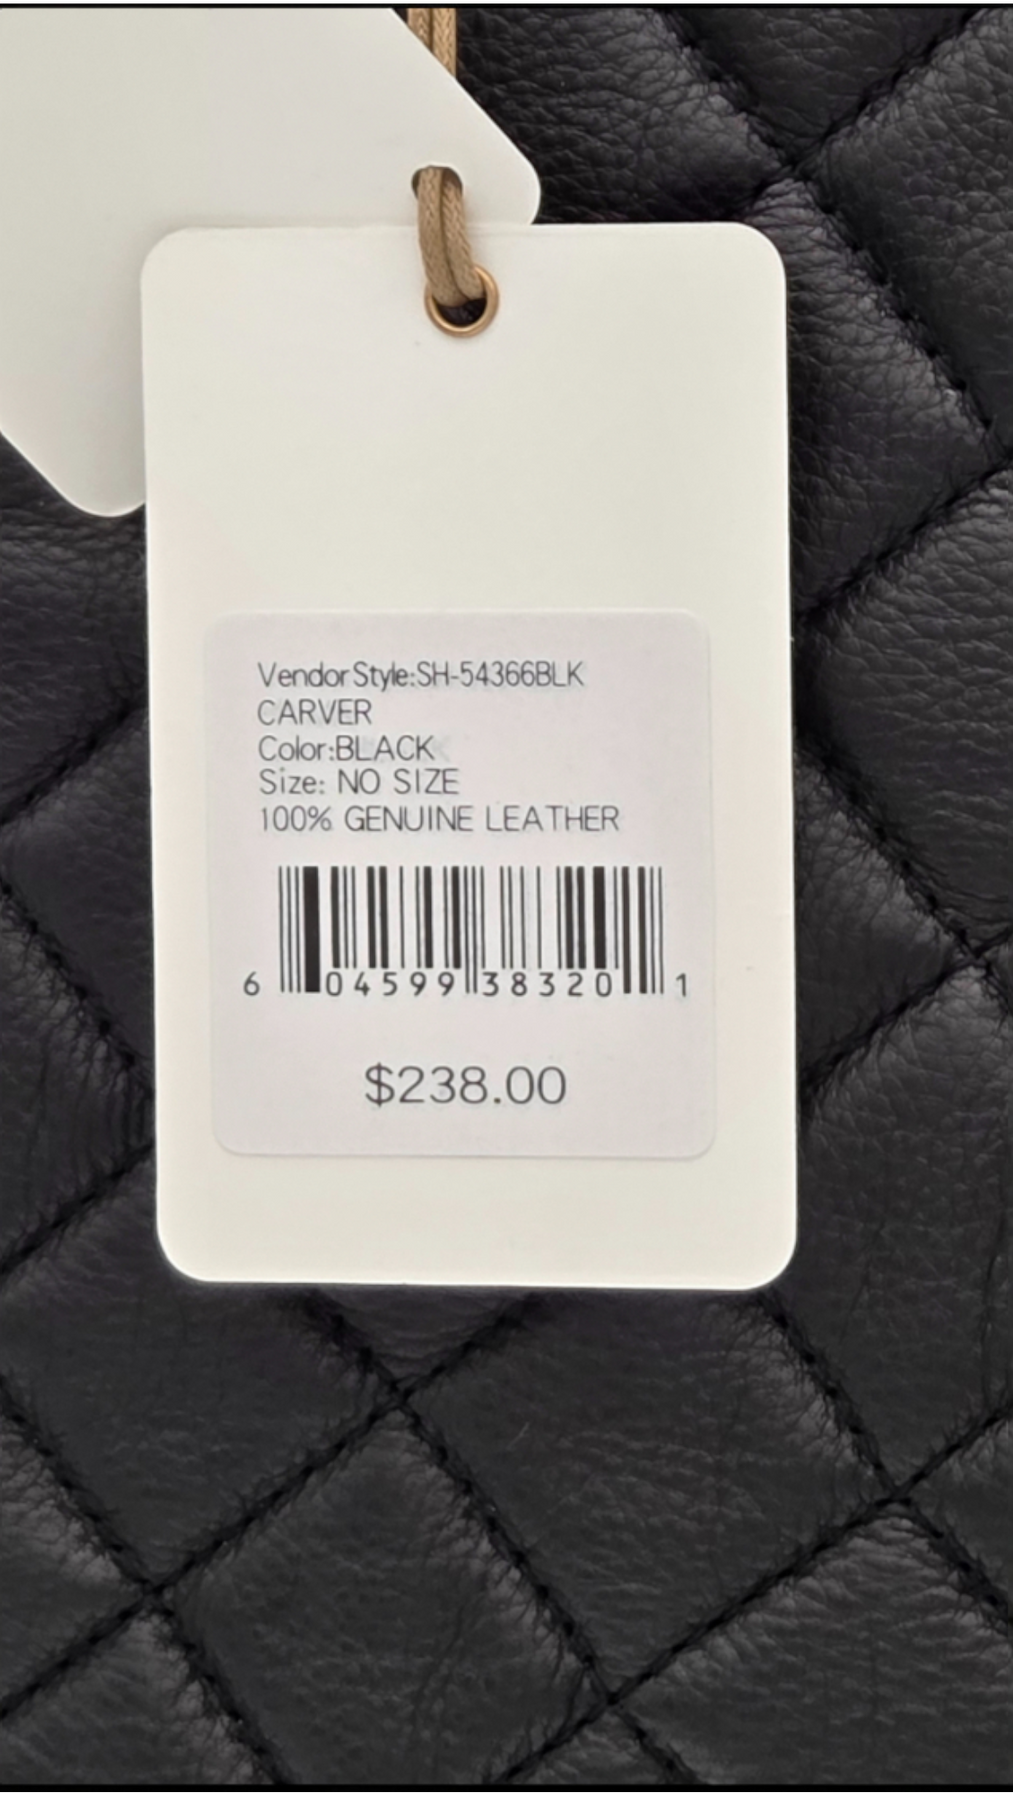 Vendor Style:SH-54366BLK
CARVER
Color:BLACK
Size: NO SIZE
100% GENUINE LEATHER
6 04599 38320 1
$238.00